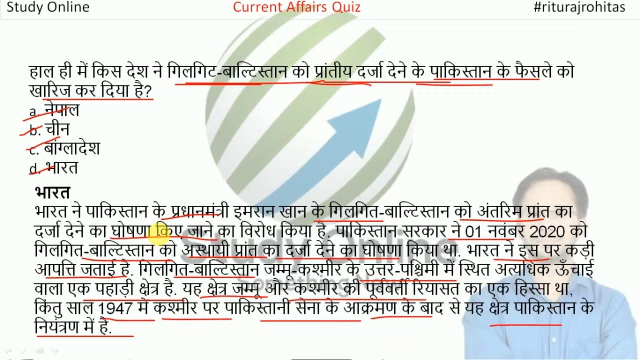 Study Online
Current Affairs Quiz
#riturajrohitas
हाल ही में किस देश ने गिलगिट-बाल्टिस्तान को प्रांतीय दर्जा देने के पाकिस्तान के फैसले को
खारिज कर दिया है?
a. नेपाल
b. चीन
c. बांग्लादेश
d. भारत
भारत
भारत ने पाकिस्तान के प्रधानमंत्री इमरान खान के गिलगित-बाल्टिस्तान को अंतरिम प्रांत का
दर्जा देने का घोषणा किए जाने का विरोध किया है. पाकिस्तान सरकार ने 01 नवंबर 2020 को
गिलगित-बाल्टिस्तान को अस्थायी प्रांत का दर्जा देने का घोषणा किया था. भारत ने इस पर कड़ी
आपत्ति जताई है. गिलगित-बाल्टिस्तान जम्मू-कश्मीर के उत्तर-पश्चिमी में स्थित अत्यधिक ऊँचाई
वाला एक पहाड़ी क्षेत्र है. यह क्षेत्र जम्मू और कश्मीर की पूर्ववर्ती रियासत का एक हिस्सा था,
किंतु साल 1947 में कश्मीर पर पाकिस्तानी सेना के आक्रमण के बाद से यह क्षेत्र पाकिस्तान के
नियंत्रण में है.
Study Online